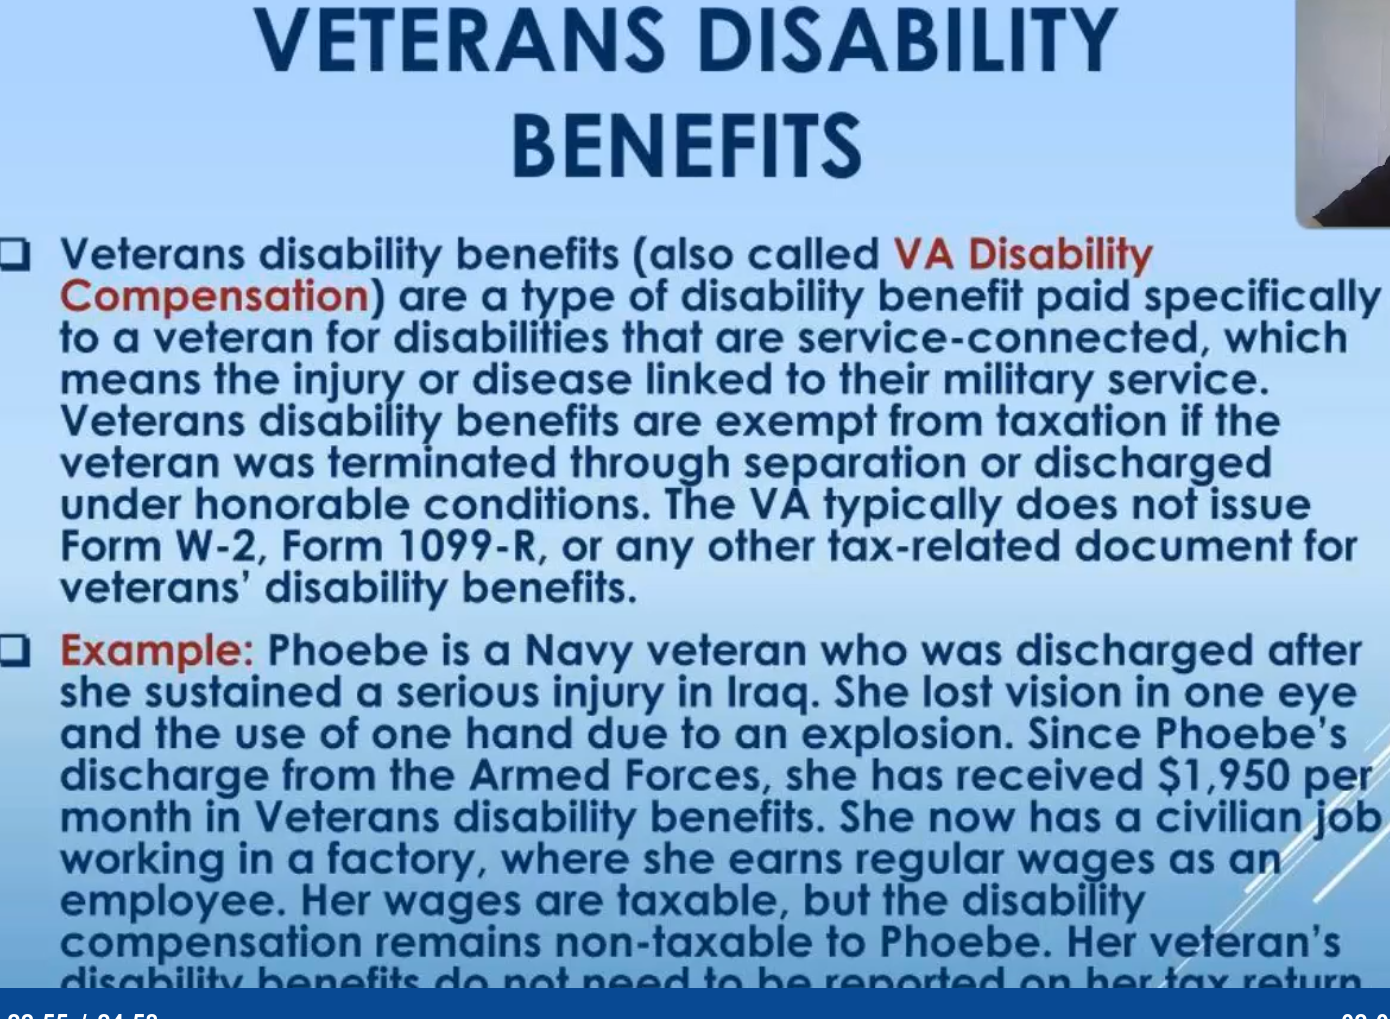 VETERANS DISABILITY
BENEFITS
Veterans disability benefits (also called VA Disability
Compensation) are a type of disability benefit paid specifically
to a veteran for disabilities that are service-connected, which
means the injury or disease linked to their military service.
Veterans disability benefits are exempt from taxation if the
veteran was terminated through separation or discharged
under honorable conditions. The VA typically does not issue
Form W-2, Form 1099-R, or any other tax-related document for
veterans’ disability benefits.
Example: Phoebe is a Navy veteran who was discharged after
she sustained a serious injury in Iraq. She lost vision in one eye
and the use of one hand due to an explosion. Since Phoebe’s
discharge from the Armed Forces, she has received $1,950 per
month in Veterans disability benefits. She now has a civilian job
working in a factory, where she earns regular wages as an
employee. Her wages are taxable, but the disability
compensation remains non-taxable to Phoebe. Her veteran’s
disability benefits do not need to be reported on her tax return